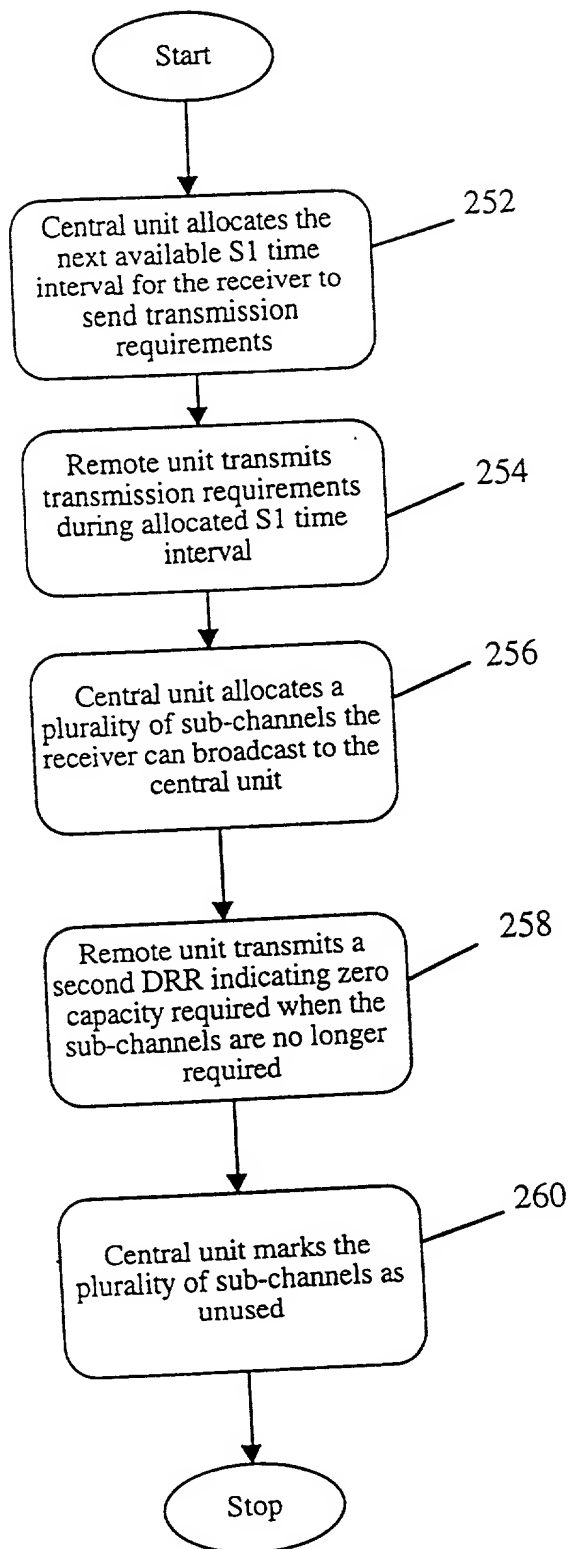 Start
252
Central unit allocates the
next available S1 time
interval for the receiver to
send transmission
requirements
254
Remote unit transmits
transmission requirements
during allocated S1 time
interval
256
Central unit allocates a
plurality of sub-channels the
receiver can broadcast to the
central unit
258
Remote unit transmits a
second DRR indicating zero
capacity required when the
sub-channels are no longer
required
260
Central unit marks the
plurality of sub-channels as
unused
Stop